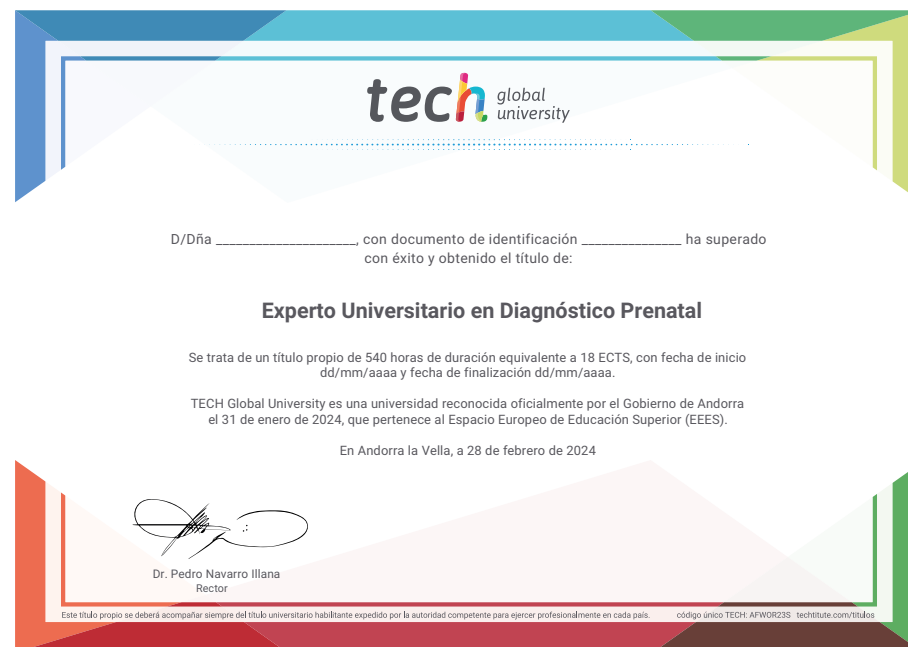 tech global university
D/Dña _____________________, con documento de identificación _______________ ha superado
con éxito y obtenido el título de:
Experto Universitario en Diagnóstico Prenatal
Se trata de un título propio de 540 horas de duración equivalente a 18 ECTS, con fecha de inicio
dd/mm/aaaa y fecha de finalización dd/mm/aaaa.
TECH Global University es una universidad reconocida oficialmente por el Gobierno de Andorra
el 31 de enero de 2024, que pertenece al Espacio Europeo de Educación Superior (EEES).
En Andorra la Vella, a 28 de febrero de 2024
Dr. Pedro Navarro Illana
Rector
Este título propio se deberá acompañar siempre del título universitario habilitante expedido por la autoridad competente para ejercer profesionalmente en cada país. código único TECH: AFWOR23S techtitute.com/titulos